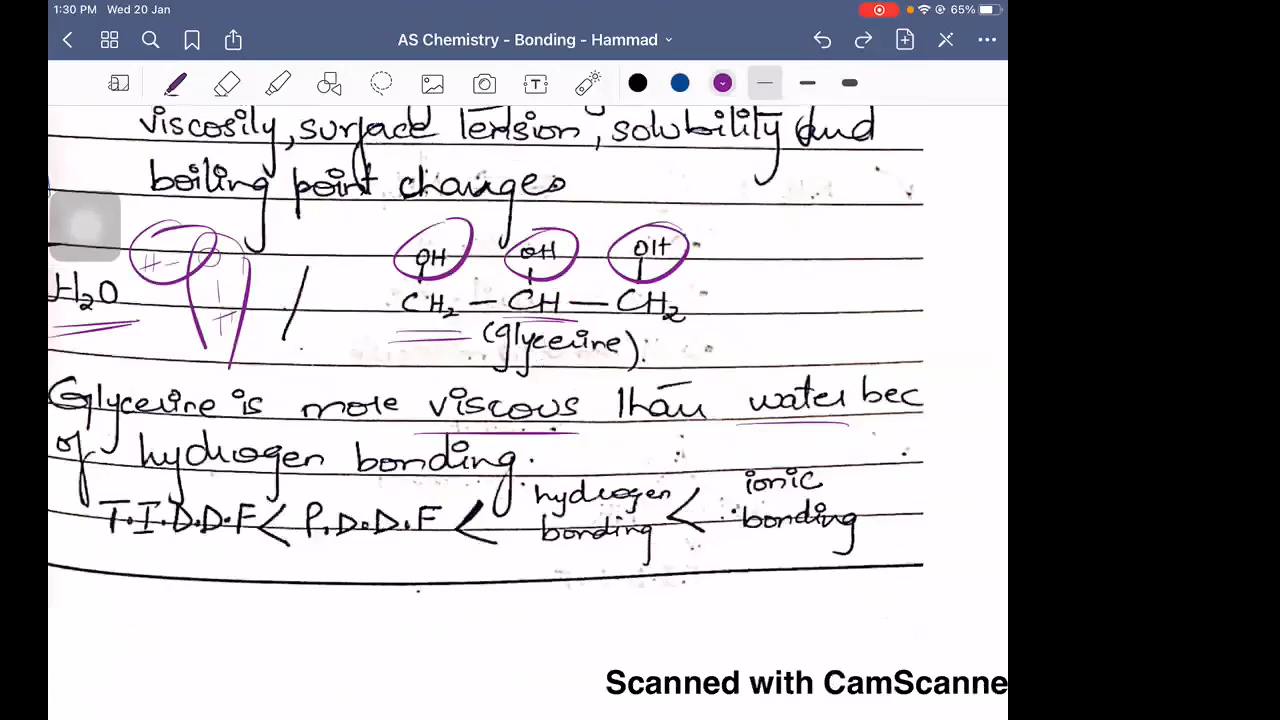 1:30 PM Wed 20 Jan
65%
AS Chemistry - Bonding - Hammad
viscosily, surface Tension, solubility and
boiling point changes
OH OH OH
H₂O / CH₂ — CH — CH₂
(Glycerine).
Glycerine is more viscous than water bec
of hydrogen bonding.
T.I.D.D.F < P.D.D.F < hydrogen bonding < ionic bonding
Scanned with CamScanne